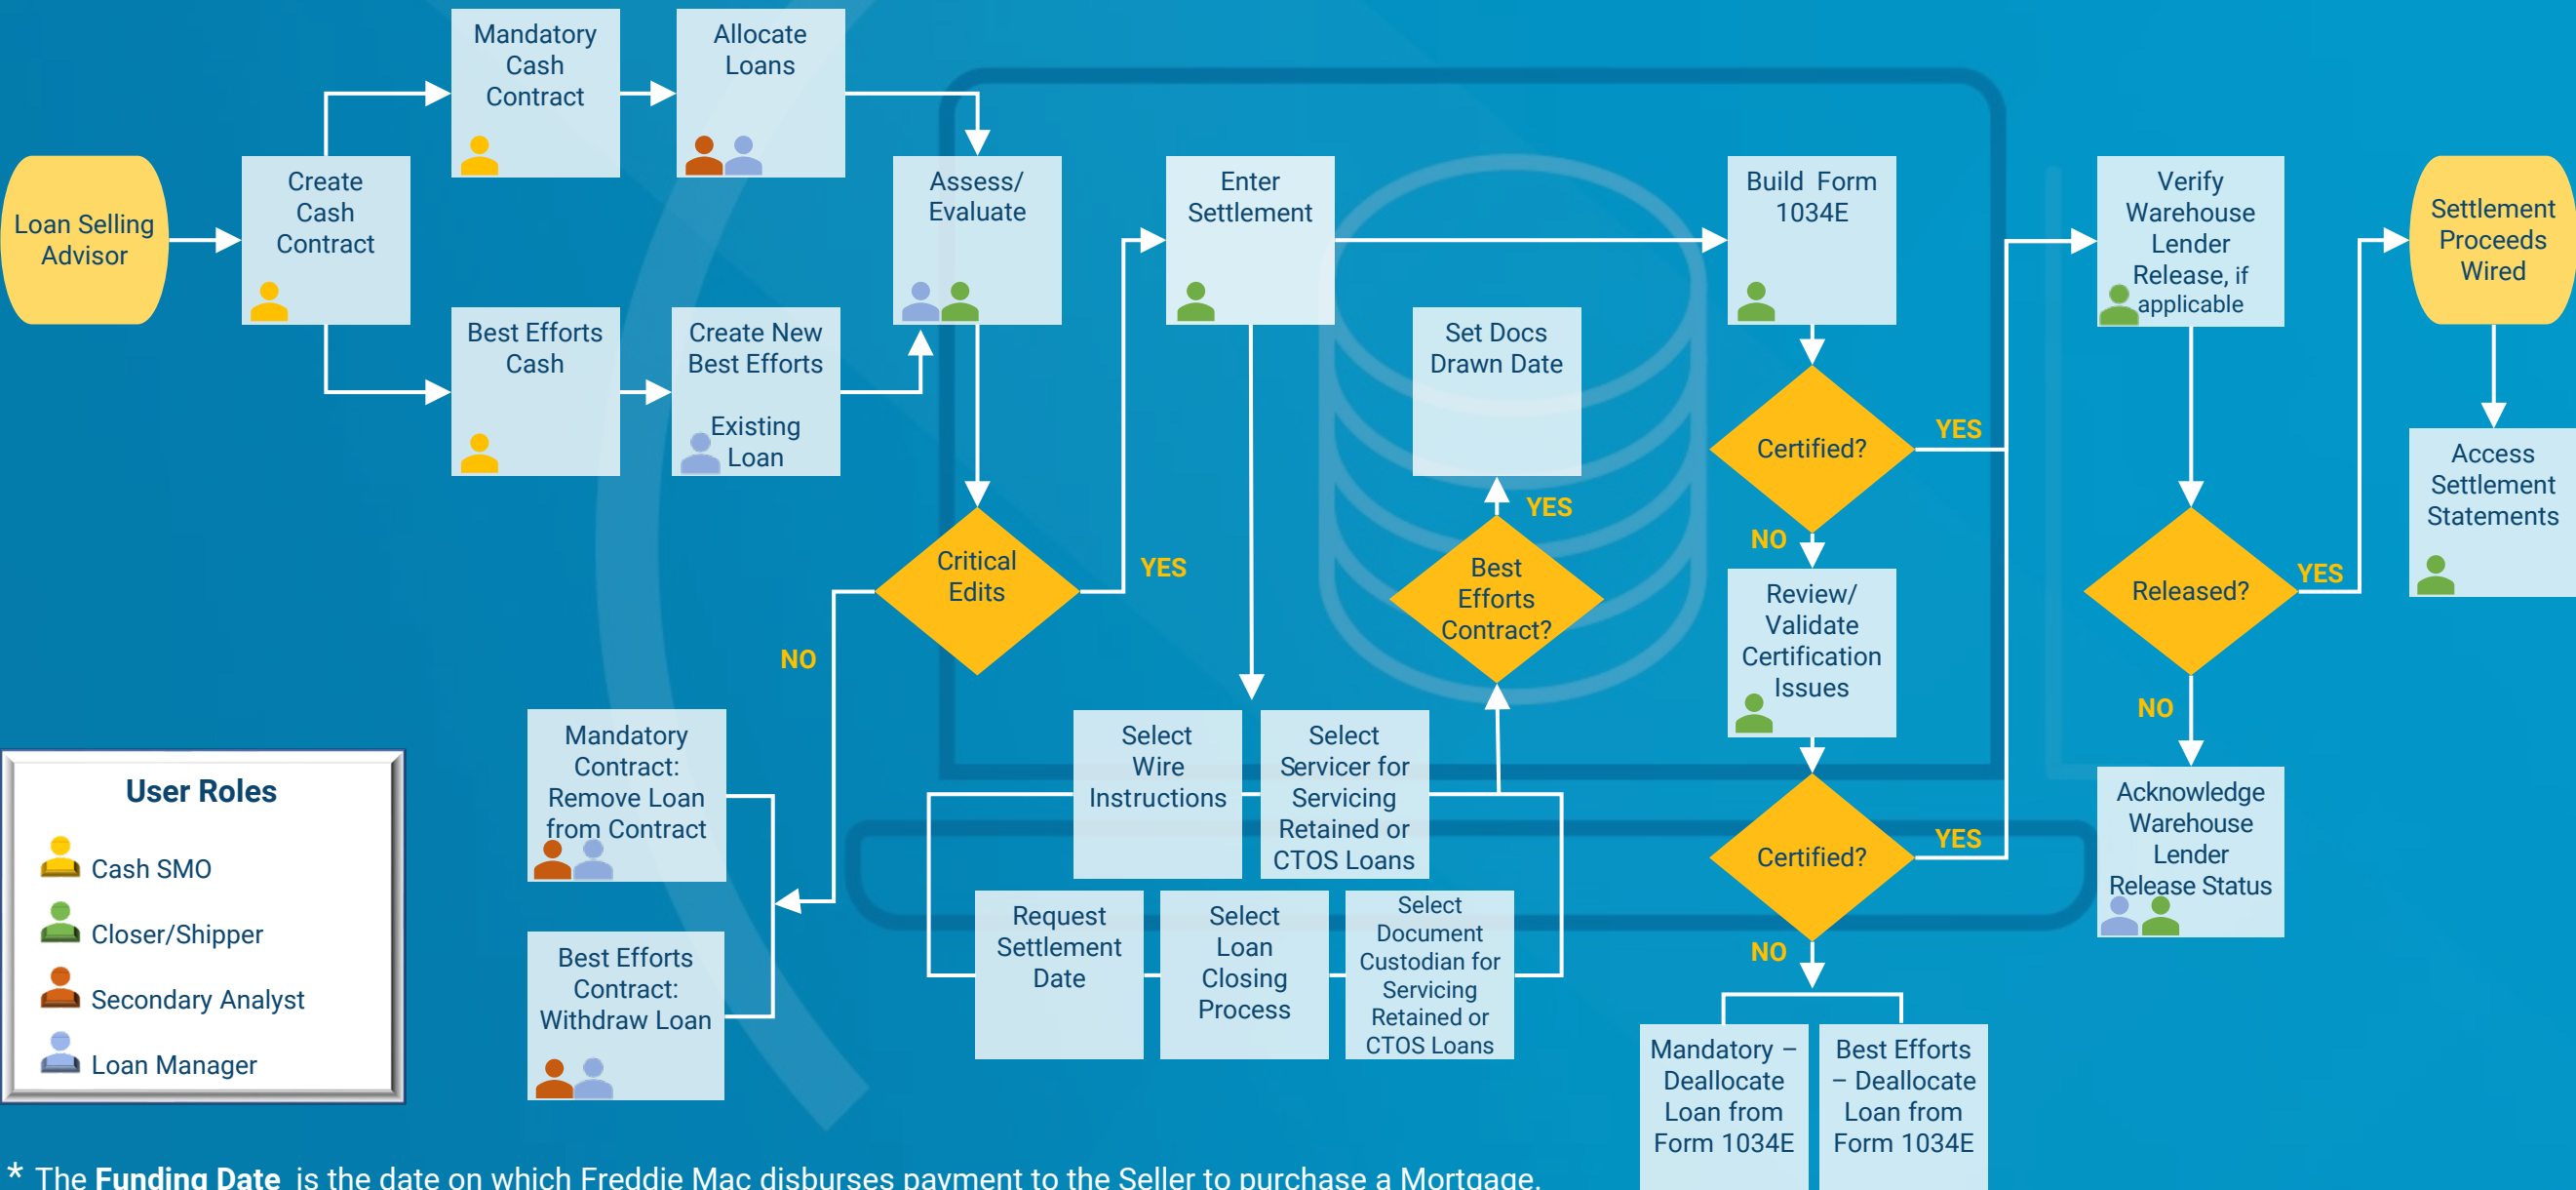 Mandatory
Cash
Contract
Allocate
Loans
Loan Selling
Advisor
Create
Cash
Contract
Best Efforts
Cash
Create New
Best Efforts
Existing
Loan
Assess/
Evaluate
Enter
Settlement
Build Form
1034E
Verify
Warehouse
Lender
Release, if
applicable
Settlement
Proceeds
Wired
Set Docs
Drawn Date
Certified?
YES
NO
Access
Settlement
Statements
Critical
Edits
YES
NO
Best
Efforts
Contract?
YES
Review/
Validate
Certification
Issues
Released?
YES
NO
Mandatory
Contract:
Remove Loan
from Contract
Best Efforts
Contract:
Withdraw Loan
Select
Wire
Instructions
Select
Servicer for
Servicing
Retained or
CTOS Loans
Request
Settlement
Date
Select
Loan
Closing
Process
Select
Document
Custodian for
Servicing
Retained or
CTOS Loans
Certified?
YES
NO
Acknowledge
Warehouse
Lender
Release Status
Mandatory –
Deallocate
Loan from
Form 1034E
Best Efforts
– Deallocate
Loan from
Form 1034E
User Roles
Cash SMO
Closer/Shipper
Secondary Analyst
Loan Manager
* The Funding Date is the date on which Freddie Mac disburses payment to the Seller to purchase a Mortgage.